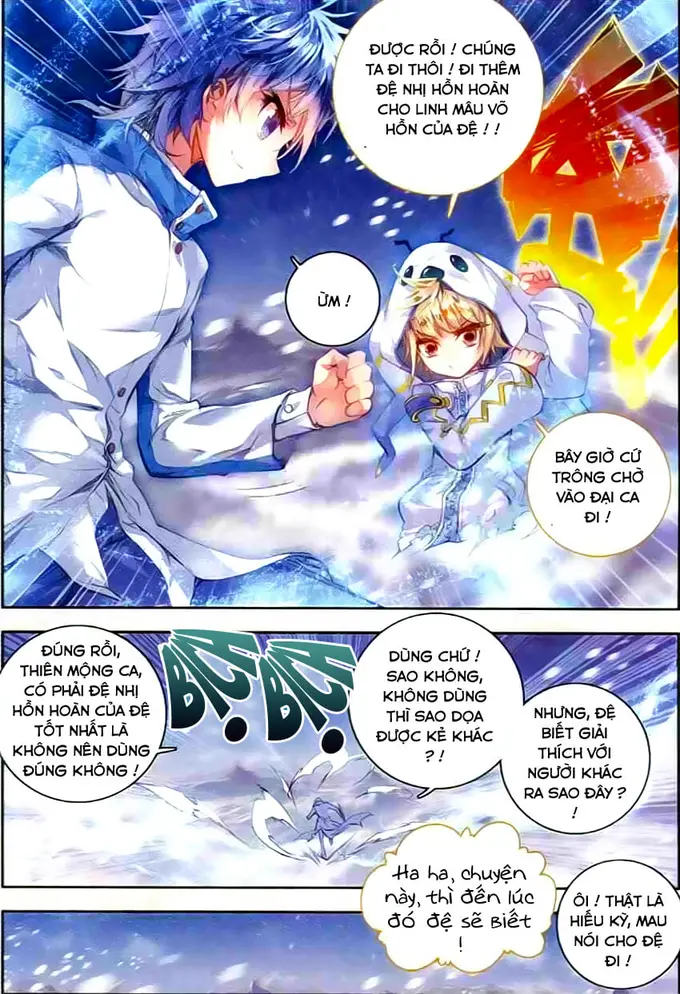 ĐƯỢC RỒI! CHÚNG
TA ĐI THÔI! ĐI THÊM
ĐỆ NHỊ HỒN HOÀN
CHO LINH MÂU VÕ
HỒN CỦA ĐỆ!!
ỪM!
BÂY GIỜ CỨ
TRÔNG CHỜ
VÀO ĐẠI CA
ĐI!
ĐÚNG RỒI,
THIÊN MỘNG CA,
CÓ PHẢI ĐỆ NHỊ
HỒN HOÀN CỦA ĐỆ
TỐT NHẤT LÀ
KHÔNG NÊN DÙNG
ĐÚNG KHÔNG!
BỊCH
BỊCH
DÙNG CHỨ!
SAO KHÔNG,
KHÔNG DÙNG
THÌ SAO DỌA
ĐƯỢC KẺ KHÁC
?!
NHƯNG, ĐỆ
BIẾT GIẢI
THÍCH VỚI
NGƯỜI KHÁC
RA SAO ĐÂY?
!
Ha ha, chuyện
này, thì đến lúc
đó đệ sẽ biết
!
ÔI! THẬT LÀ
HIẾU KỲ, MAU
NÓI CHO ĐỆ
ĐI!